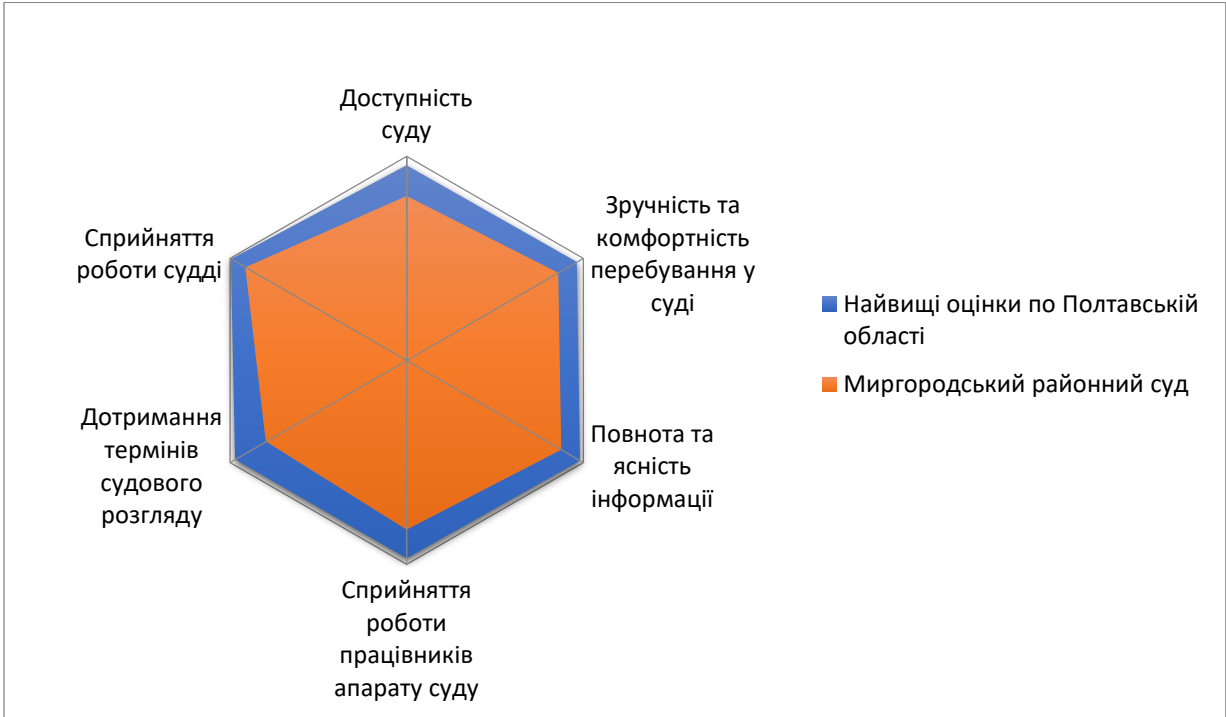 Доступність
суду
Зручність та
комфортність
перебування у
суді
Повнота та
ясність
інформації
Сприйняття
роботи
працівників
апарату суду
Дотримання
термінів
судового
розгляду
Сприйняття
роботи судді
Найвищі оцінки по Полтавській
області
Миргородський районний суд